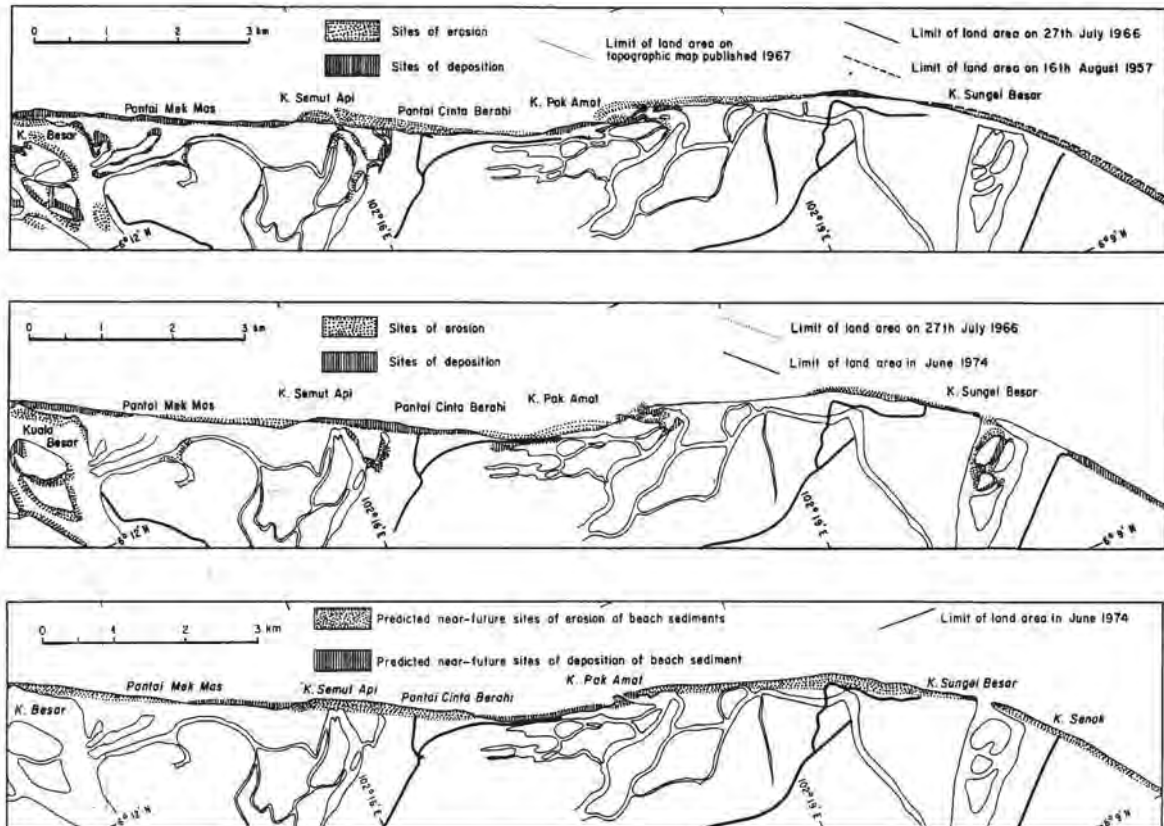 0 1 2 3 km
Sites of erosion
Sites of deposition
Limit of land area on
topographic map published 1967
Limit of land area on 27th July 1966
Limit of land area on 16th August 1957
K. Besar
Pantai Mek Mas
K. Semut Api
Pantai Cinta Berahi
K. Pak Amat
K. Sungei Besar
6° 12' N
102° 16' E
102° 19' E
6° 9' N
0 1 2 3 km
Sites of erosion
Sites of deposition
Limit of land area on 27th July 1966
Limit of land area in June 1974
Kuala
Besar
Pantai Mek Mas
K. Semut Api
Pantai Cinta Berahi
K. Pak Amat
K. Sungei Besar
6° 12' N
102° 16' E
102° 19' E
6° 9' N
0 1 2 3 km
Predicted near-future sites of erosion of beach sediments
Predicted near-future sites of deposition of beach sediment
Limit of land area in June 1974
K. Besar
Pantai Mek Mas
K. Semut Api
Pantai Cinta Berahi
K. Pak Amat
K. Sungei Besar
K. Senok
6° 12' N
102° 16' E
102° 19' E
6° 9' N